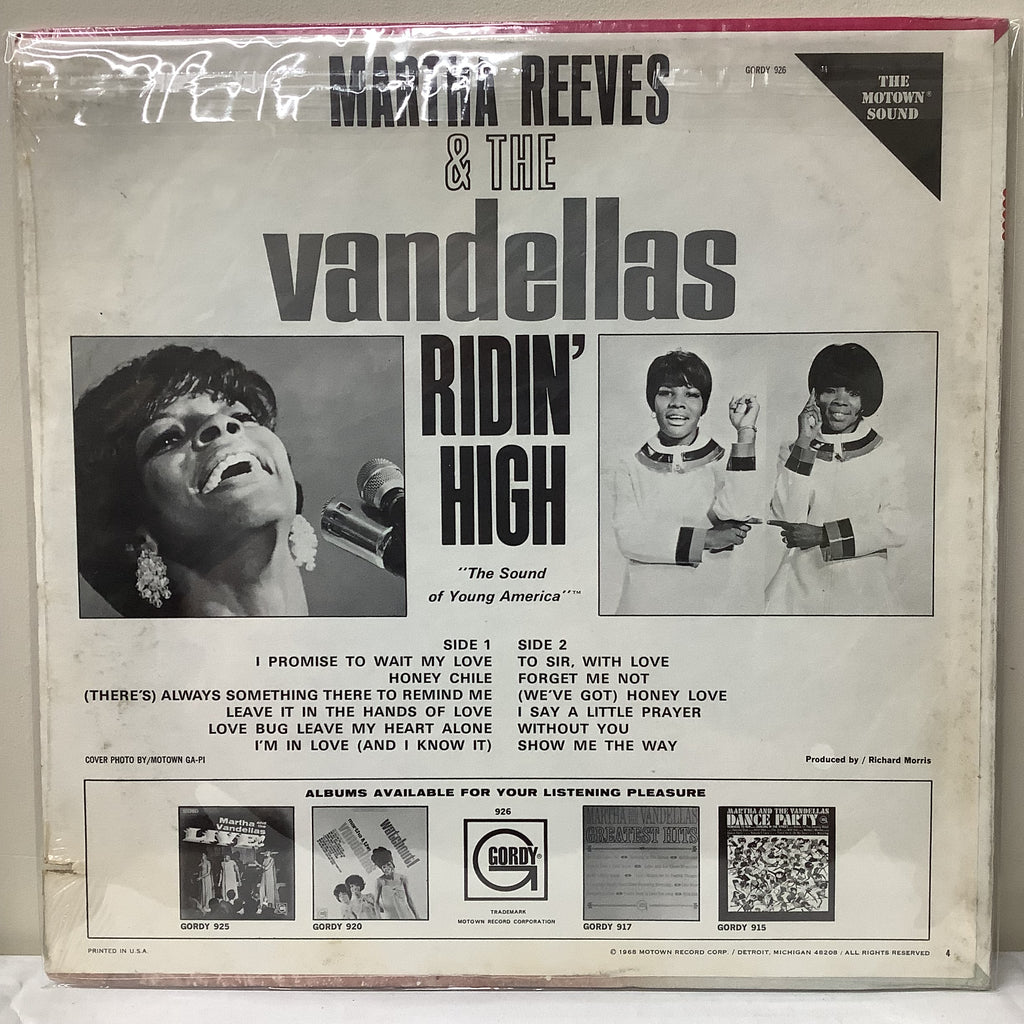 MARTHA REEVES
& THE
vandellas
GORDY 926
THE
MOTOWN®
SOUND
RIDIN'
HIGH
"The Sound
of Young America"™
SIDE 1
I PROMISE TO WAIT MY LOVE
HONEY CHILE
(THERE'S) ALWAYS SOMETHING THERE TO REMIND ME
LEAVE IT IN THE HANDS OF LOVE
LOVE BUG LEAVE MY HEART ALONE
I'M IN LOVE (AND I KNOW IT)
SIDE 2
TO SIR, WITH LOVE
FORGET ME NOT
(WE'VE GOT) HONEY LOVE
I SAY A LITTLE PRAYER
WITHOUT YOU
SHOW ME THE WAY
COVER PHOTO BY/MOTOWN GA-PI
Produced by / Richard Morris
ALBUMS AVAILABLE FOR YOUR LISTENING PLEASURE
Martha and the
Vandellas
LIVE!
GORDY 925
martha & the
vandellas
watchout!
GORDY 920
926
GORDY®
TRADEMARK
MOTOWN RECORD CORPORATION
MARTHA AND THE VANDELLAS
GREATEST HITS
GORDY 917
MARTHA AND THE VANDELLAS
DANCE PARTY
GORDY 915
PRINTED IN U.S.A.
© 1968 MOTOWN RECORD CORP. / DETROIT, MICHIGAN 48208 / ALL RIGHTS RESERVED
4